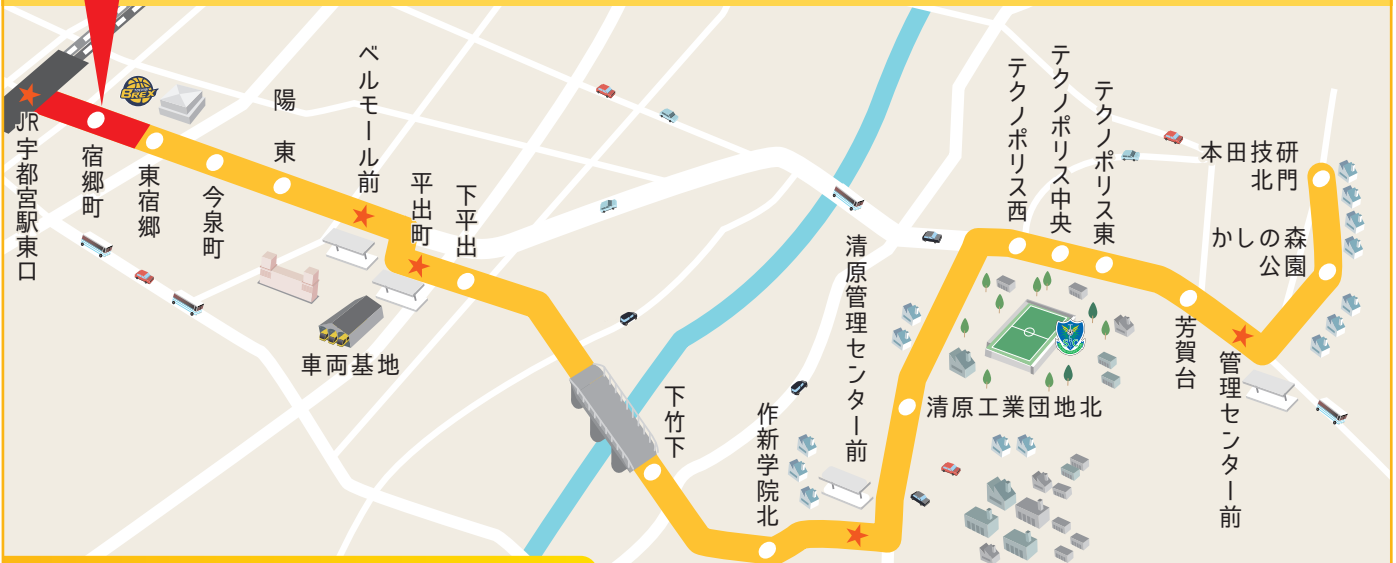 JR宇都宮駅東口
宿郷町
BREX
東宿郷
今泉町
陽東
ベルモール前
平出町
下平出
車両基地
下竹下
作新学院北
清原管理センター前
清原工業団地北
テクノポリス西
テクノポリス中央
テクノポリス東
芳賀台
管理センター前
かしの森
公園
本田技研
北門